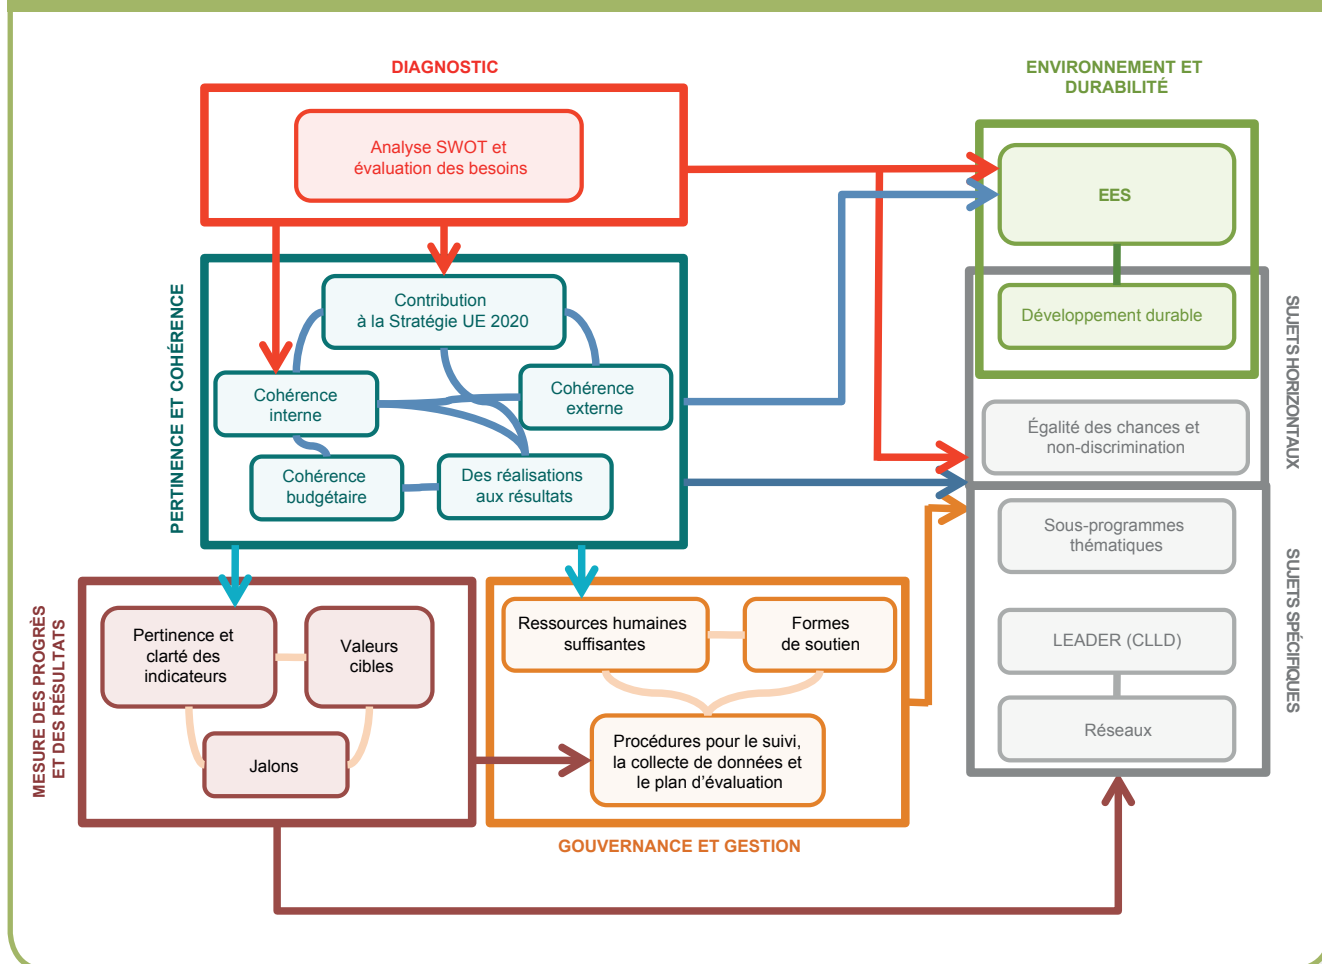 DIAGNOSTIC
Analyse SWOT et
évaluation des besoins
ENVIRONNEMENT ET
DURABILITÉ
EES
Développement durable
PERTINENCE ET COHÉRENCE
Contribution
à la Stratégie UE 2020
Cohérence
interne
Cohérence
externe
Cohérence
budgétaire
Des réalisations
aux résultats
SUJETS HORIZONTAUX
Égalité des chances et
non-discrimination
SUJETS SPÉCIFIQUES
Sous-programmes
thématiques
LEADER (CLLD)
Réseaux
MESURE DES PROGRÈS
ET DES RÉSULTATS
Pertinence et
clarté des
indicateurs
Valeurs
cibles
Jalons
Ressources humaines
suffisantes
Formes
de soutien
Procédures pour le suivi,
la collecte de données et
le plan d’évaluation
GOUVERNANCE ET GESTION